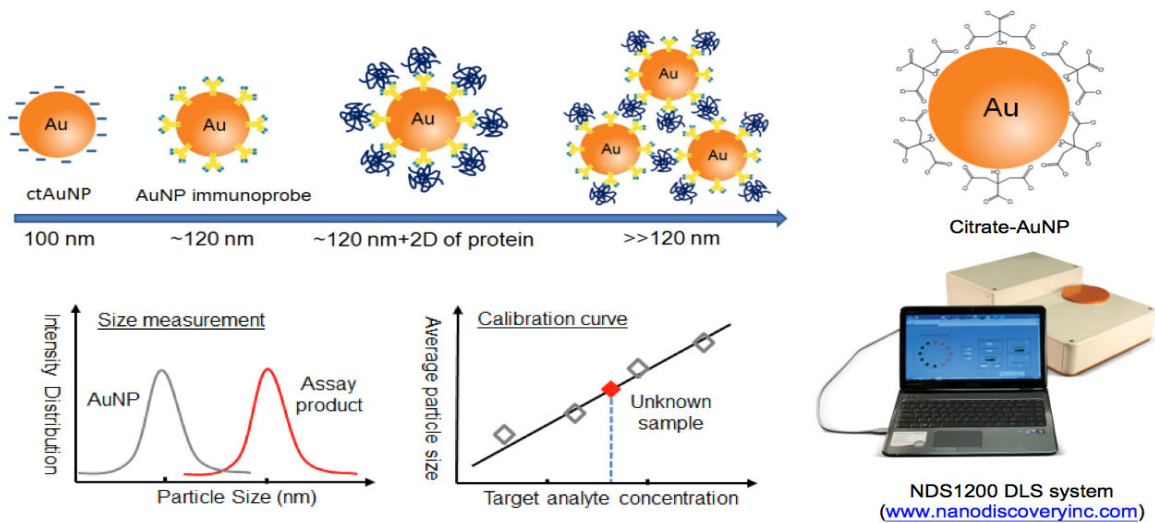 Au
Au
Au
Au
Au
Au
ctAuNP
AuNP immunoprobe
100 nm
~120 nm
~120 nm+2D of protein
>>120 nm
Au
Citrate-AuNP
Intensity Distribution
Size measurement
AuNP
Assay
product
Particle Size (nm)
Average particle size
Calibration curve
Unknown
sample
Target analyte concentration
NDS1200 DLS system
(www.nanodiscoveryinc.com)